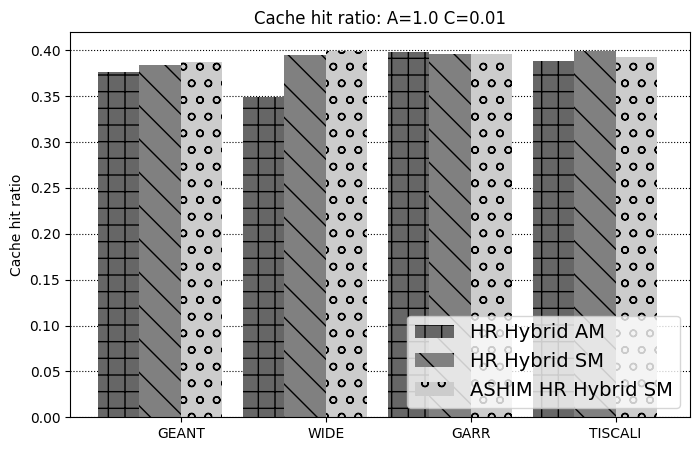 Cache hit ratio: A=1.0 C=0.01
Cache hit ratio
0.40
0.35
0.30
0.25
0.20
0.15
0.10
0.05
0.00
HR Hybrid AM
HR Hybrid SM
ASHIM HR Hybrid SM
GEANT
WIDE
GARR
TISCALI